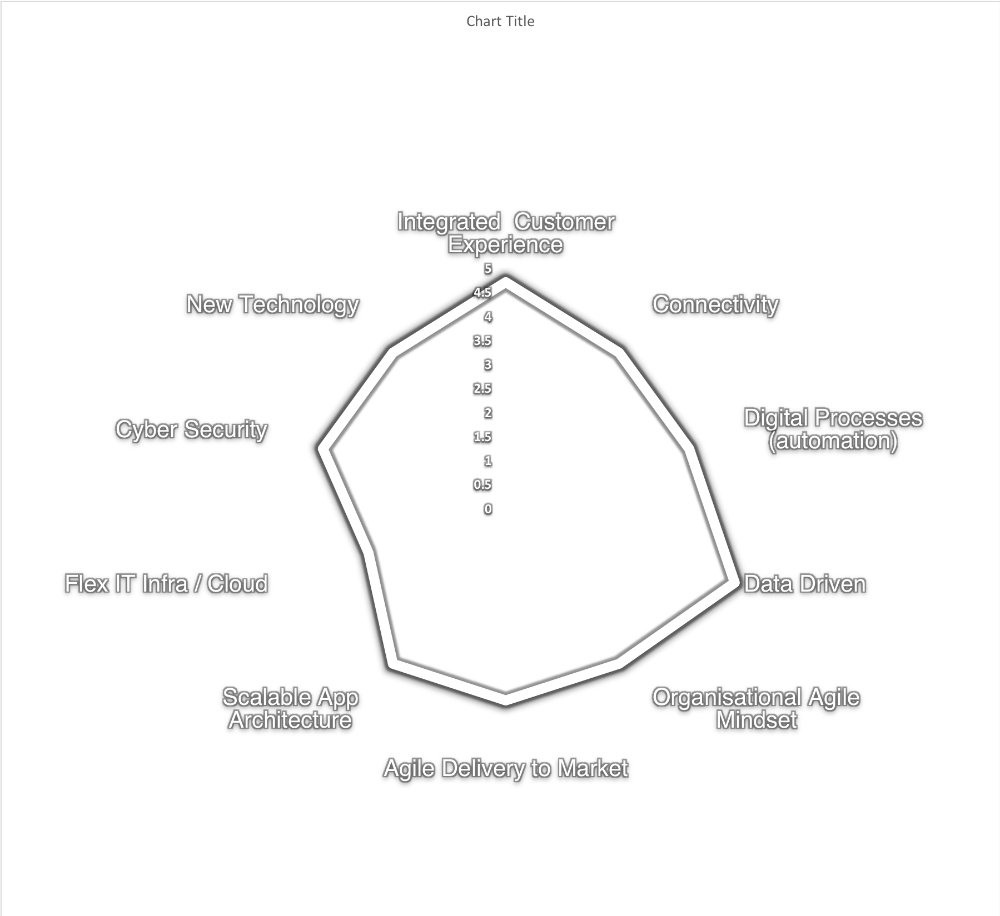 Chart Title
Integrated  Customer
Experience
5
4.5
4
3.5
3
2.5
2
1.5
1
0.5
0
New Technology
Connectivity
Cyber Security
Digital Processes
(automation)
Flex IT Infra / Cloud
Data Driven
Scalable App
Architecture
Organisational Agile
Mindset
Agile Delivery to Market